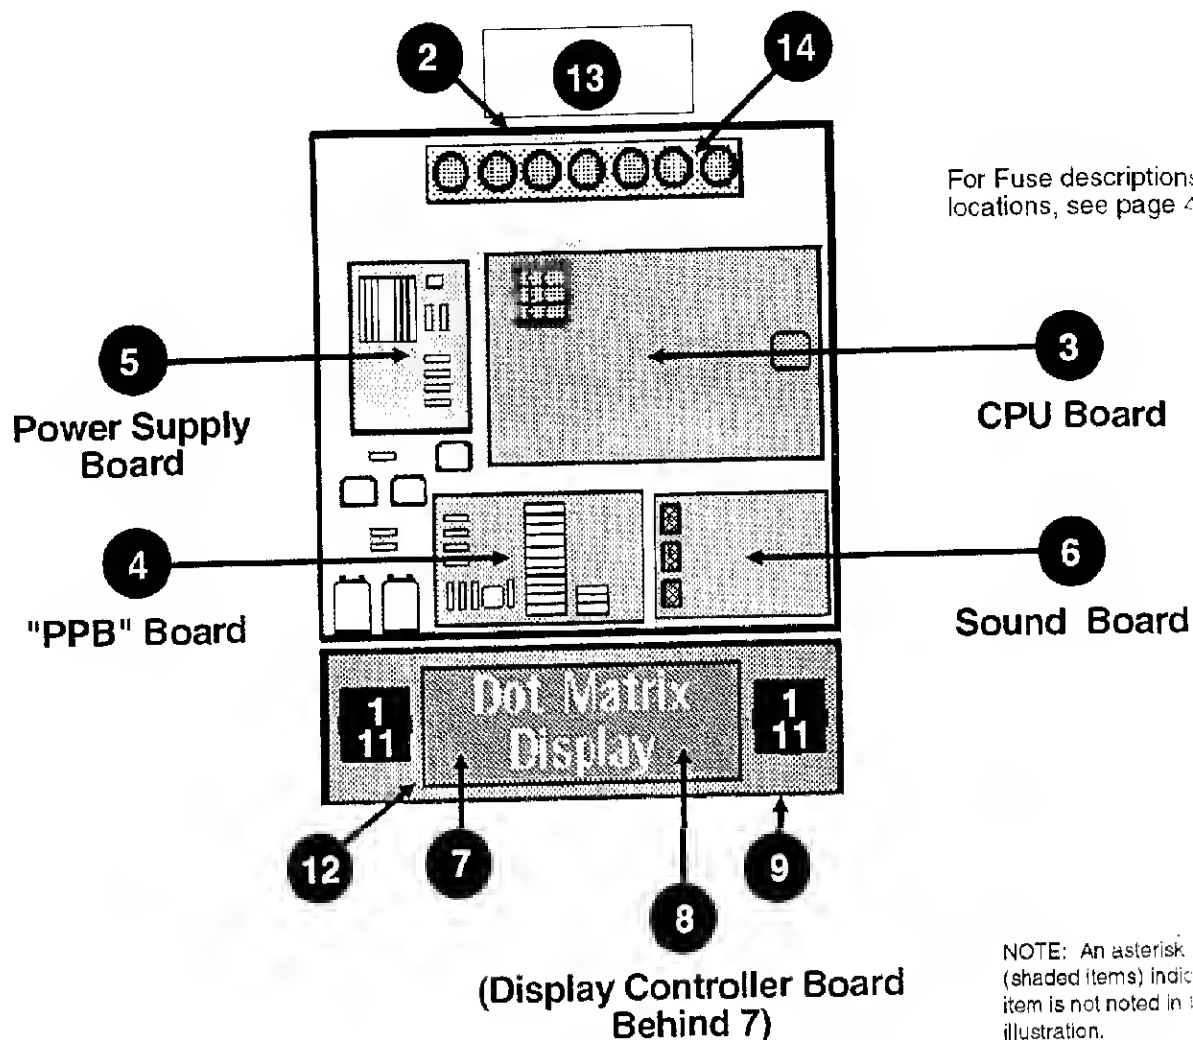 2
13
14
For Fuse descriptions
locations, see page
5
Power Supply
Board
3
CPU Board
4
"PPB" Board
6
Sound Board
1
11
Dot Matrix
Display
1
11
12
7
8
9
(Display Controller Board
Behind 7)
NOTE: An asterisk
(shaded items)
item is not noted in
illustration.